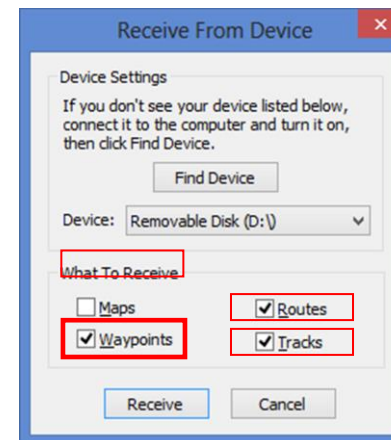 Receive From Device
Device Settings
If you don't see your device listed below,
connect it to the computer and turn it on,
then click Find Device.
Find Device
Device: Removable Disk (D:\)
What To Receive
Maps Routes
Waypoints Tracks
Receive Cancel